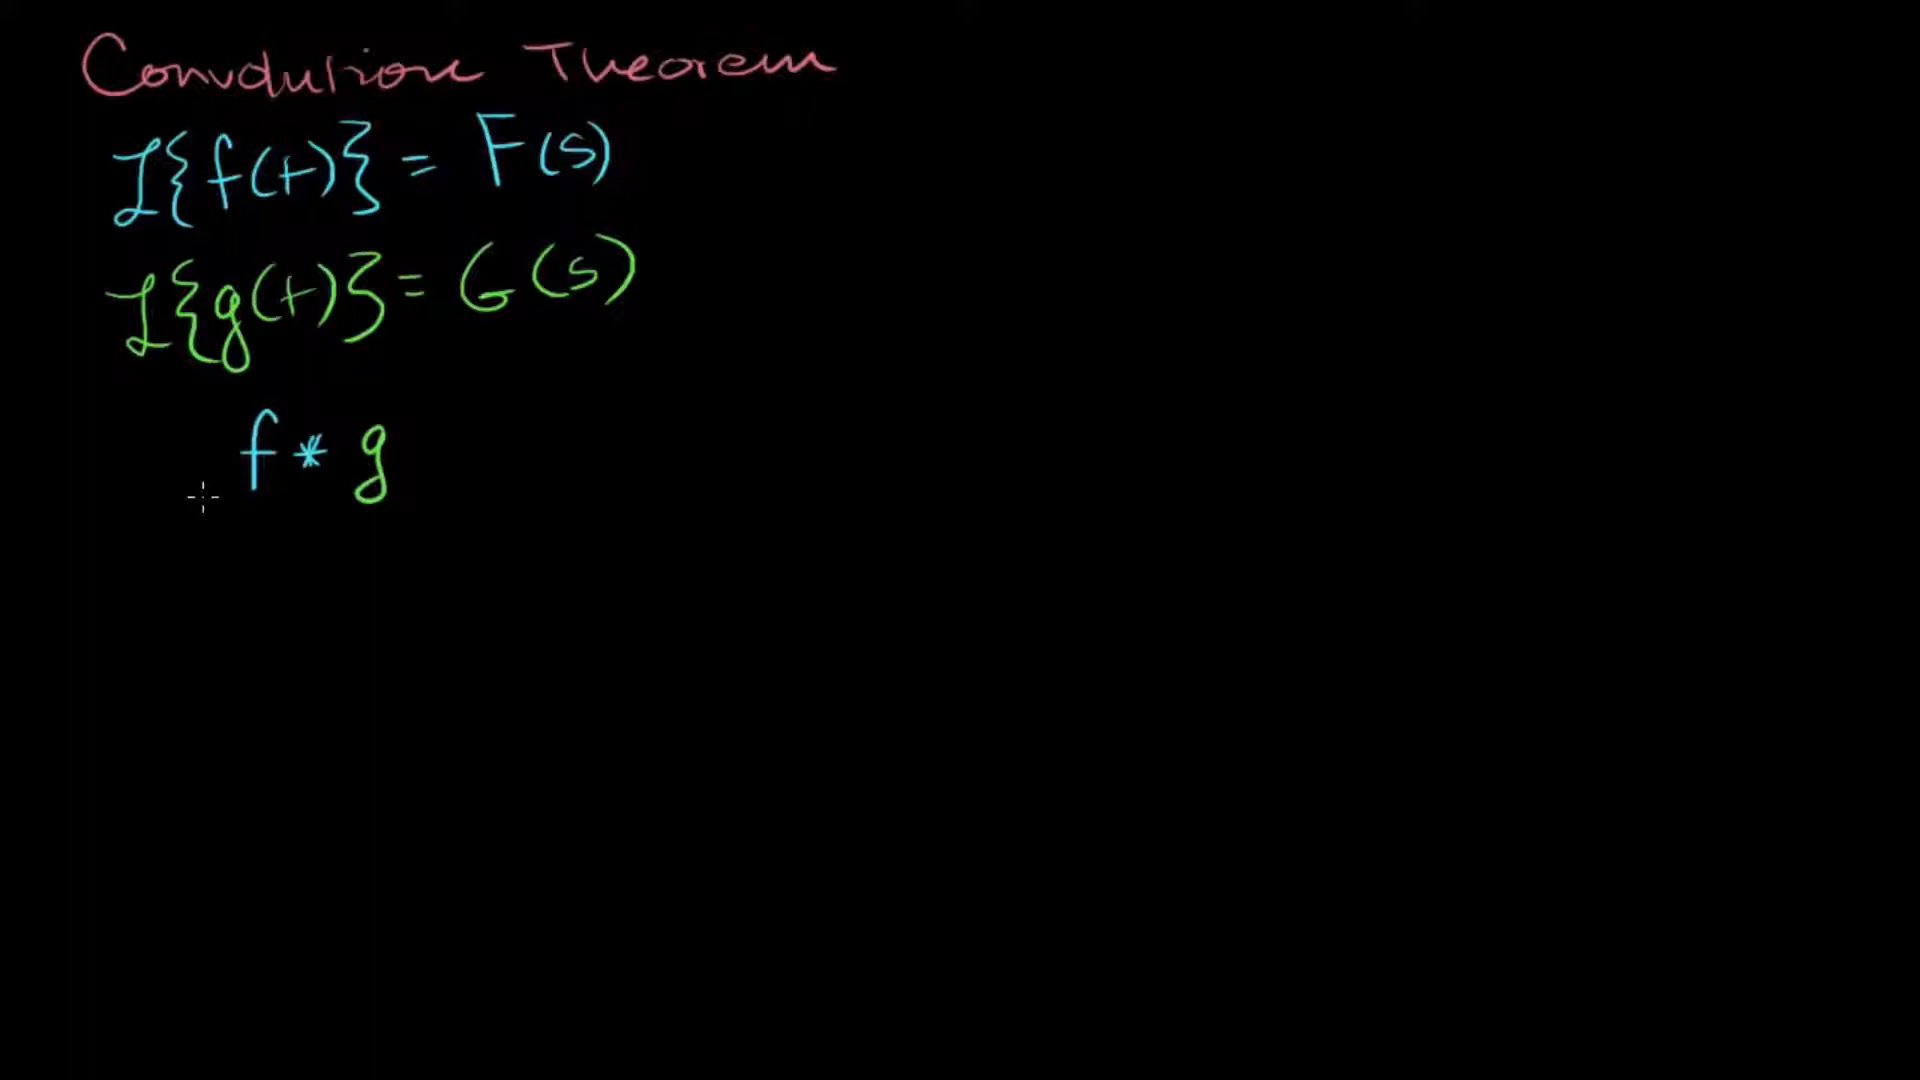 Convolution Theorem
ℒ{f(t)} = F(s)
ℒ{g(t)} = G(s)
f * g